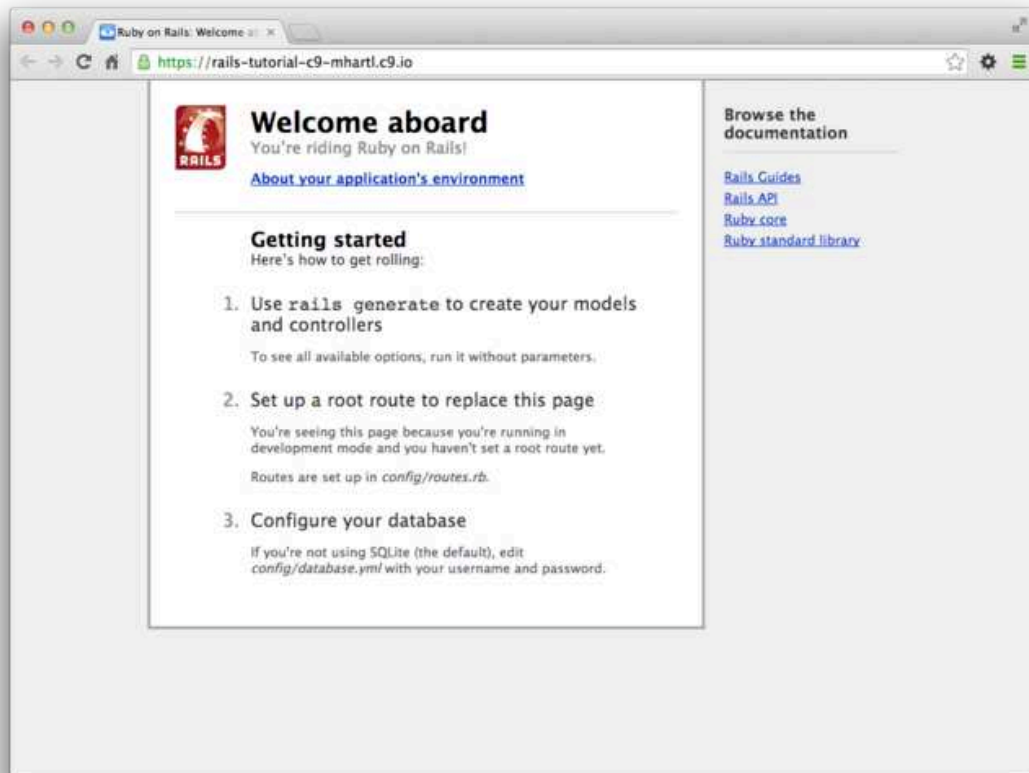 Ruby on Rails: Welcome a
https://rails-tutorial-c9-mhartl.c9.io
RAILS
Welcome aboard
You're riding Ruby on Rails!
About your application's environment
Getting started
Here's how to get rolling:
1. Use rails generate to create your models
and controllers
To see all available options, run it without parameters.
2. Set up a root route to replace this page
You're seeing this page because you're running in
development mode and you haven't set a root route yet.
Routes are set up in config/routes.rb.
3. Configure your database
If you're not using SQLite (the default), edit
config/database.yml with your username and password.
Browse the
documentation
Rails Guides
Rails API
Ruby core
Ruby standard library